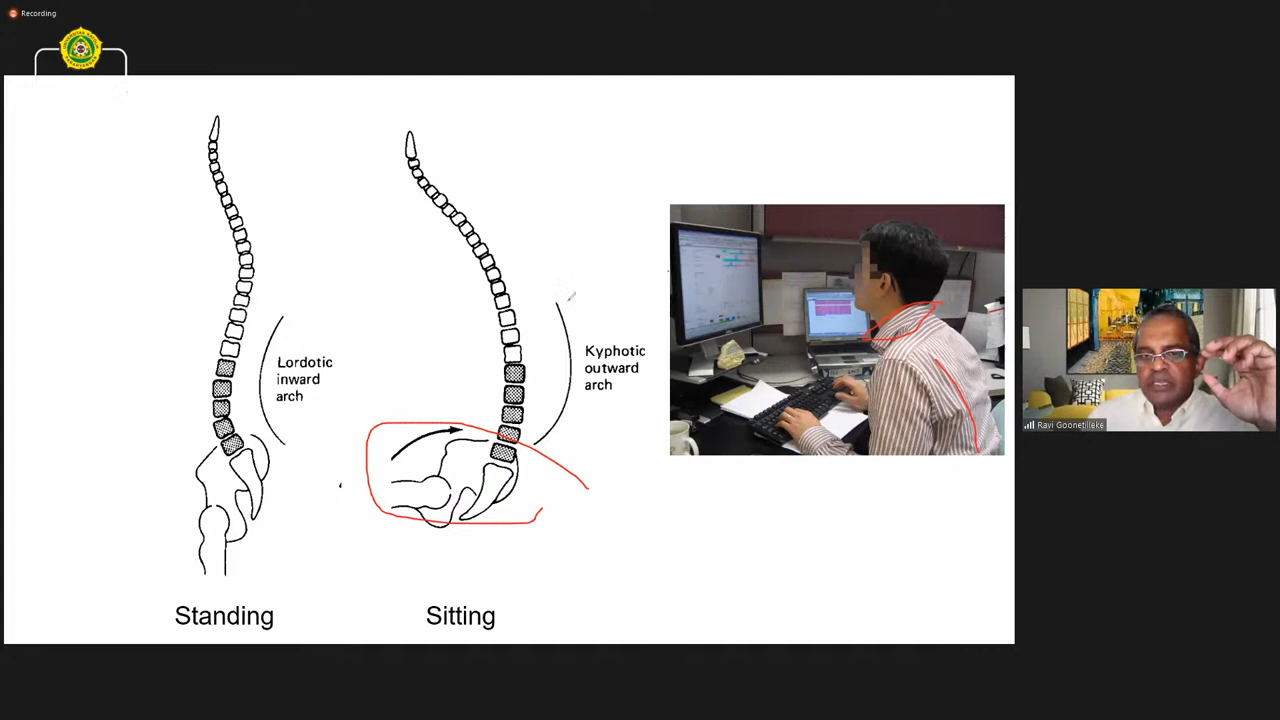 Recording
Lordotic
inward
arch
Kyphotic
outward
arch
Standing
Sitting
Ravi Goonetilleke